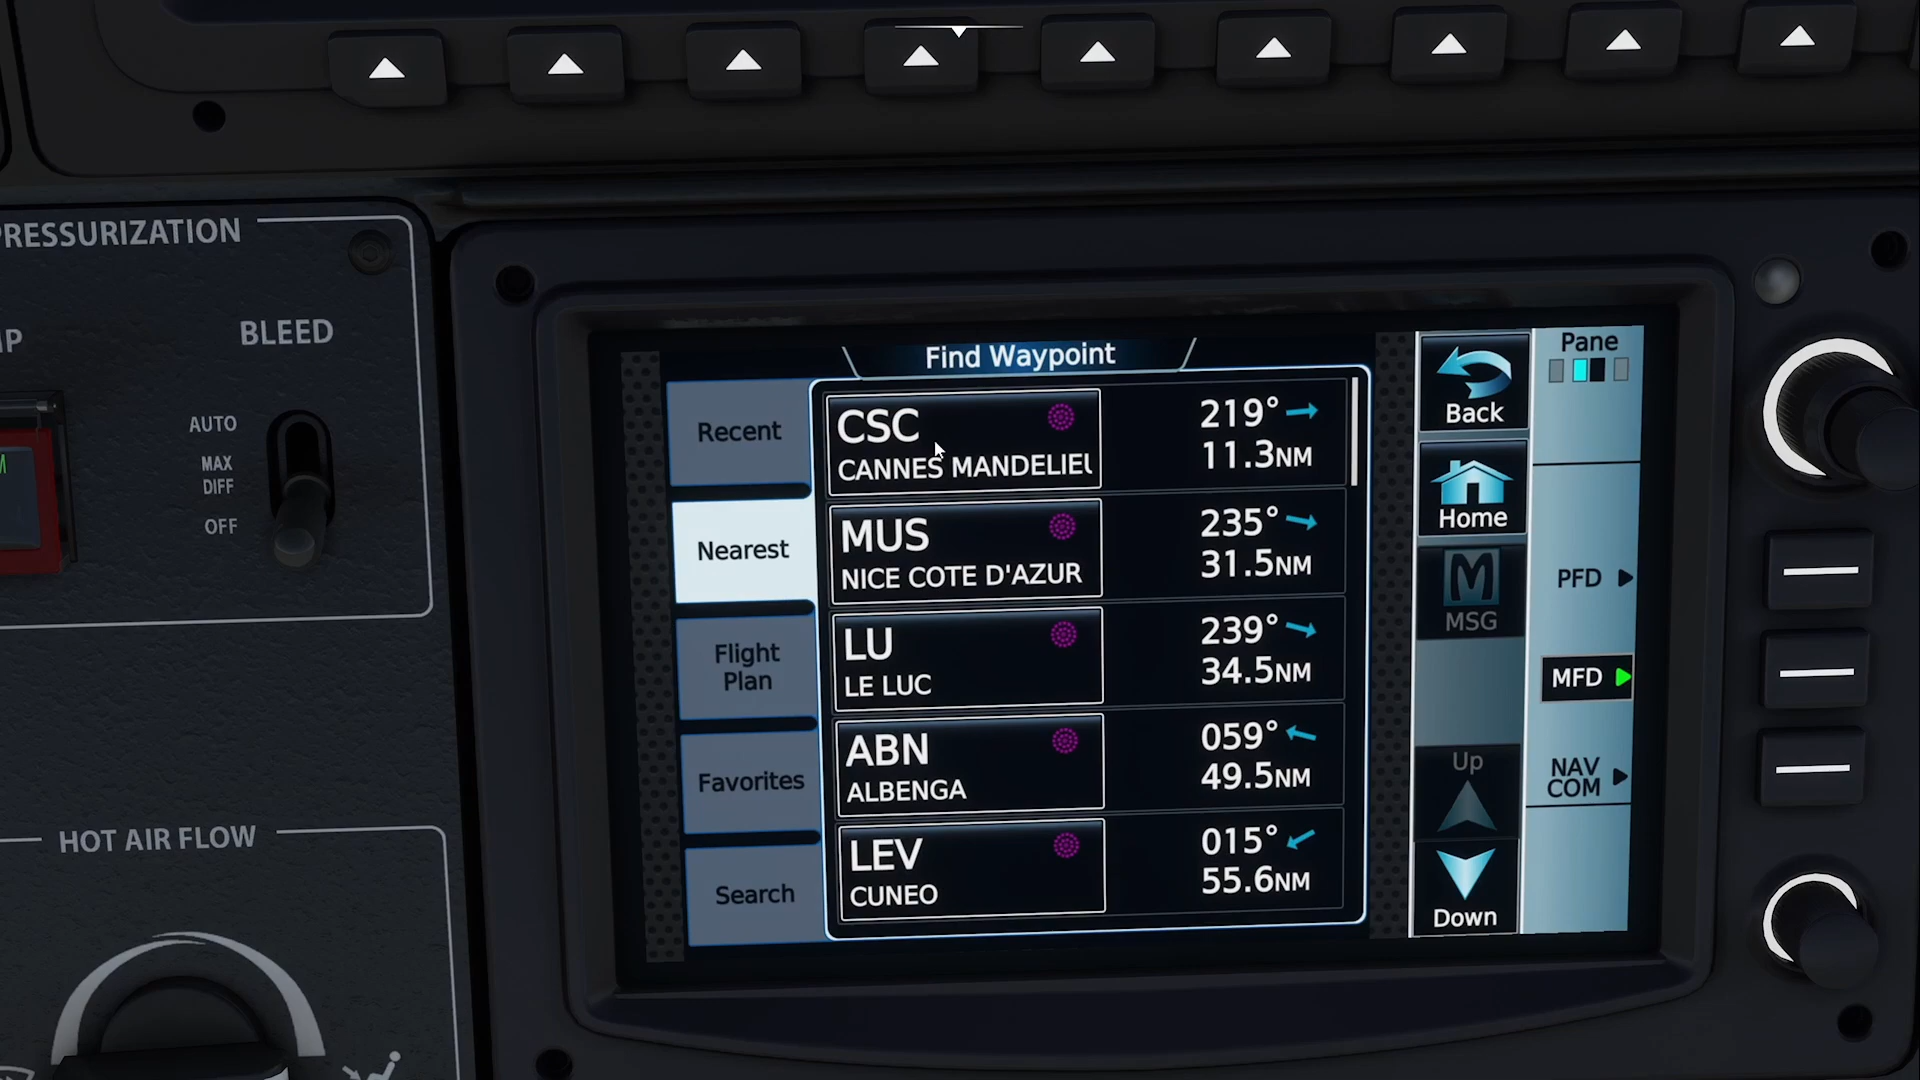 PRESSURIZATION
BLEED
AUTO
MAX
DIFF
OFF
HOT AIR FLOW
Find Waypoint
Recent
Nearest
Flight
Plan
Favorites
Search
CSC
CANNES MANDELIEU
219°
11.3NM
MUS
NICE COTE D'AZUR
235°
31.5NM
LU
LE LUC
239°
34.5NM
ABN
ALBENGA
059°
49.5NM
LEV
CUNEO
015°
55.6NM
Back
Home
MSG
Up
Down
Pane
PFD
MFD
NAV
COM